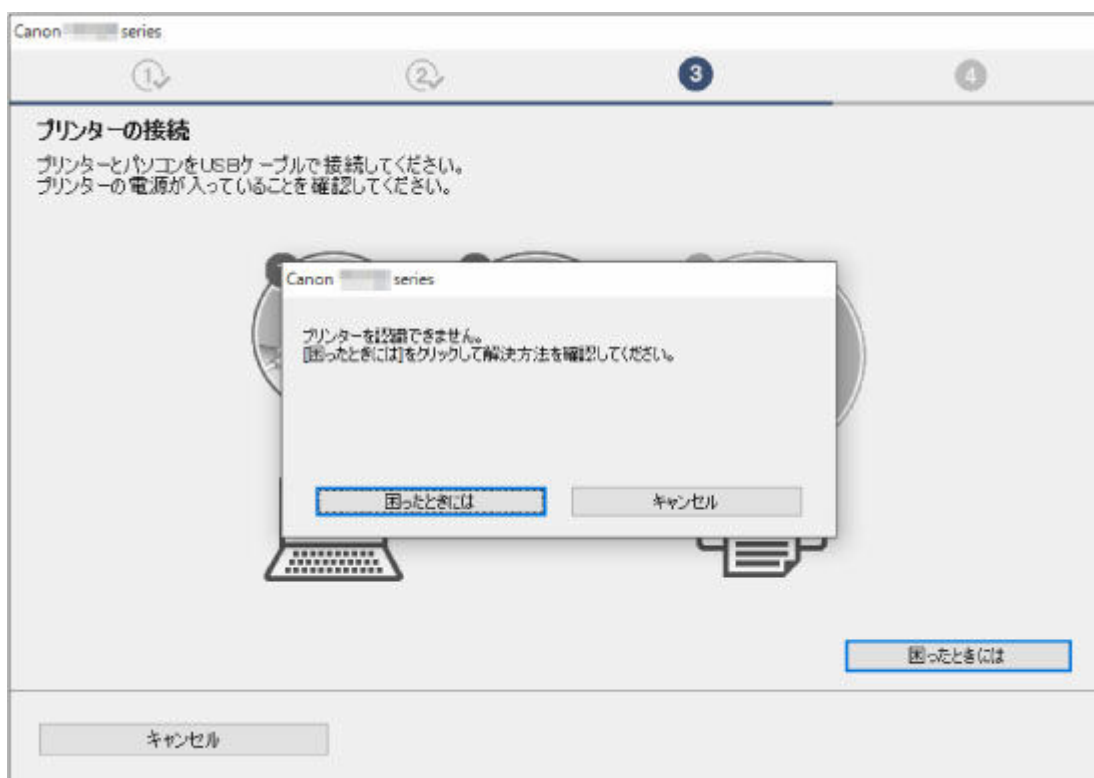 Canon series
1
2
3
4
プリンターの接続
プリンターとパソコンをUSBケーブルで接続してください。
プリンターの電源が入っていることを確認してください。
Canon series
プリンターを認識できません。
[困ったときには]をクリックして解決方法を確認してください。
困ったときには
キャンセル
困ったときには
キャンセル